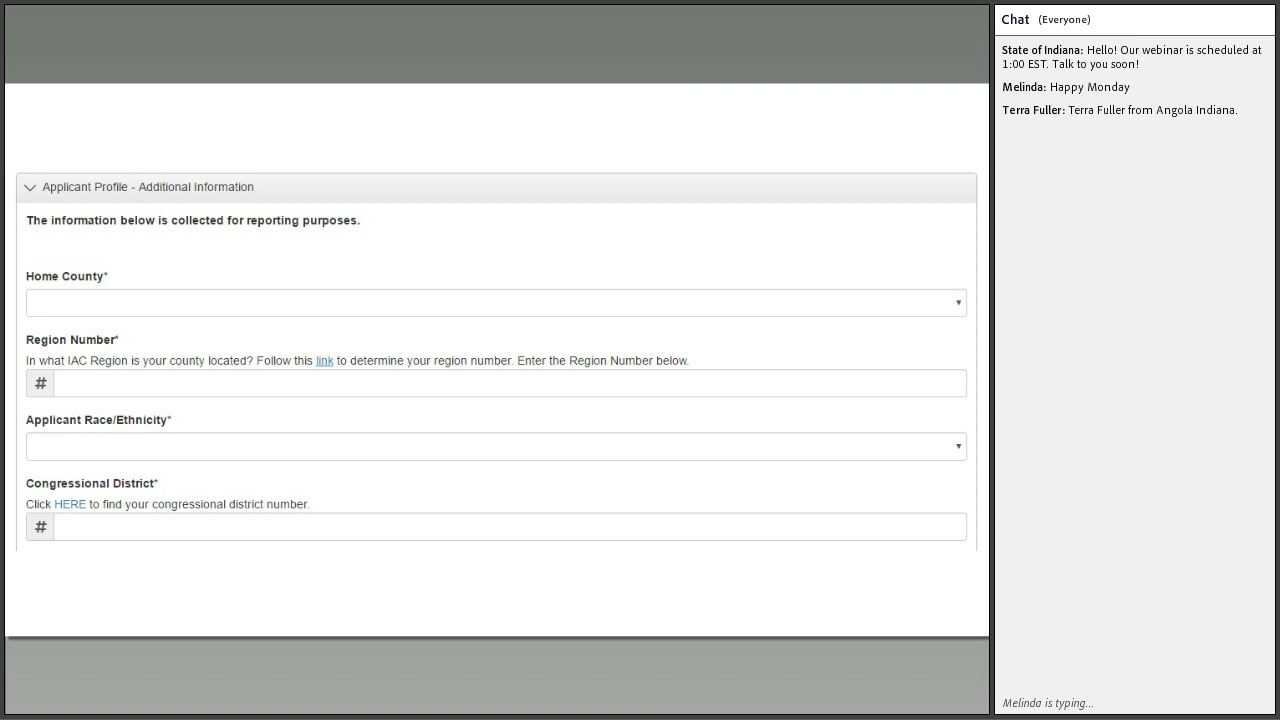 Applicant Profile - Additional Information
The information below is collected for reporting purposes.
Home County*
Region Number*
In what IAC Region is your county located? Follow this link to determine your region number. Enter the Region Number below.
#
Applicant Race/Ethnicity*
Congressional District*
Click HERE to find your congressional district number.
#
Chat (Everyone)
State of Indiana: Hello! Our webinar is scheduled at
1:00 EST. Talk to you soon!
Melinda: Happy Monday
Terra Fuller: Terra Fuller from Angola Indiana.
Melinda is typing...